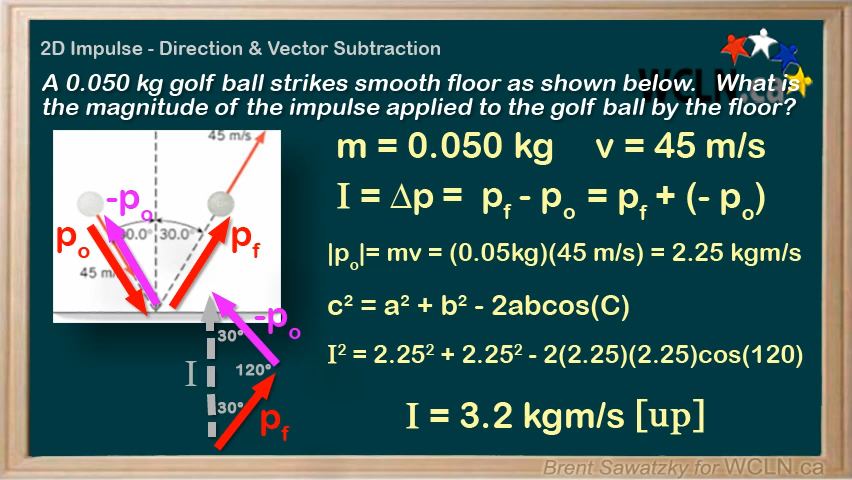 2D Impulse - Direction & Vector Subtraction
WCLN.ca
A 0.050 kg golf ball strikes smooth floor as shown below. What is
the magnitude of the impulse applied to the golf ball by the floor?
45 m/s
m = 0.050 kg v = 45 m/s
-pₒ
I = Δp = p_f - pₒ = p_f + (- pₒ)
pₒ
30.0°
p_f
|pₒ|= mv = (0.05kg)(45 m/s) = 2.25 kgm/s
45 m
c² = a² + b² - 2abcos(C)
-pₒ
30°
I
120°
I² = 2.25² + 2.25² - 2(2.25)(2.25)cos(120)
30°
p_f
I = 3.2 kgm/s [up]
Brent Sawatzky for WCLN.ca